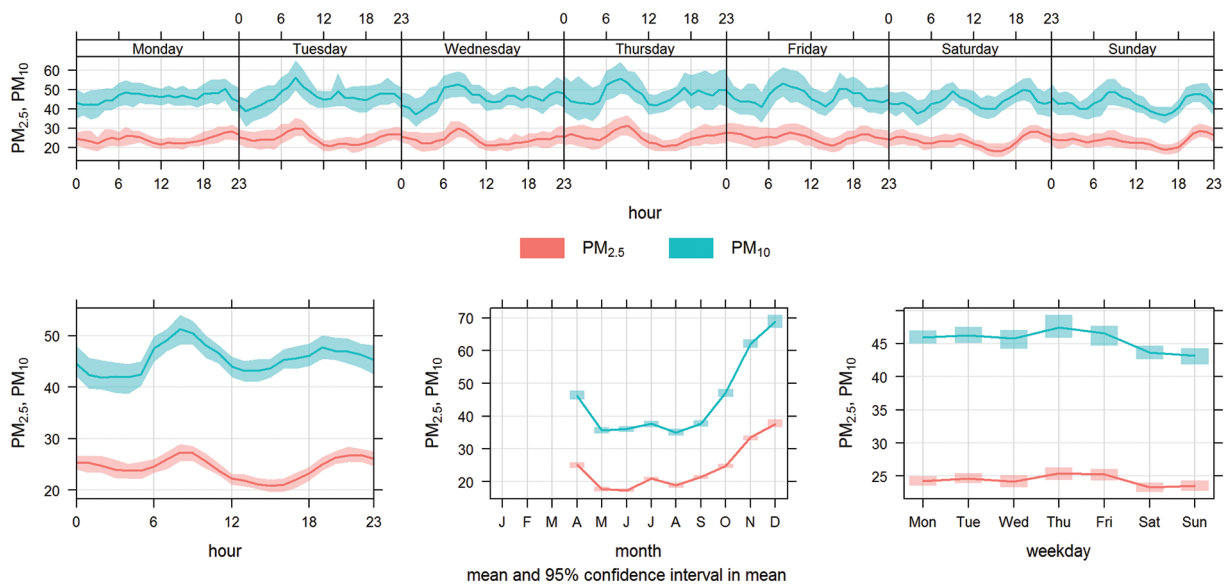 0 6 12 18 23 0 6 12 18 23 0 6 12 18 23
Monday Tuesday Wednesday Thursday Friday Saturday Sunday
PM2.5, PM10
60
50
40
30
20
0 6 12 18 23 0 6 12 18 23 0 6 12 18 23 0 6 12 18 23
hour
PM2.5 PM10
PM2.5, PM10
50
40
30
20
0 6 12 18 23
hour
PM2.5, PM10
70
60
50
40
30
20
J F M A M J J A S O N D
month
PM2.5, PM10
45
40
35
30
25
Mon Tue Wed Thu Fri Sat Sun
weekday
mean and 95% confidence interval in mean